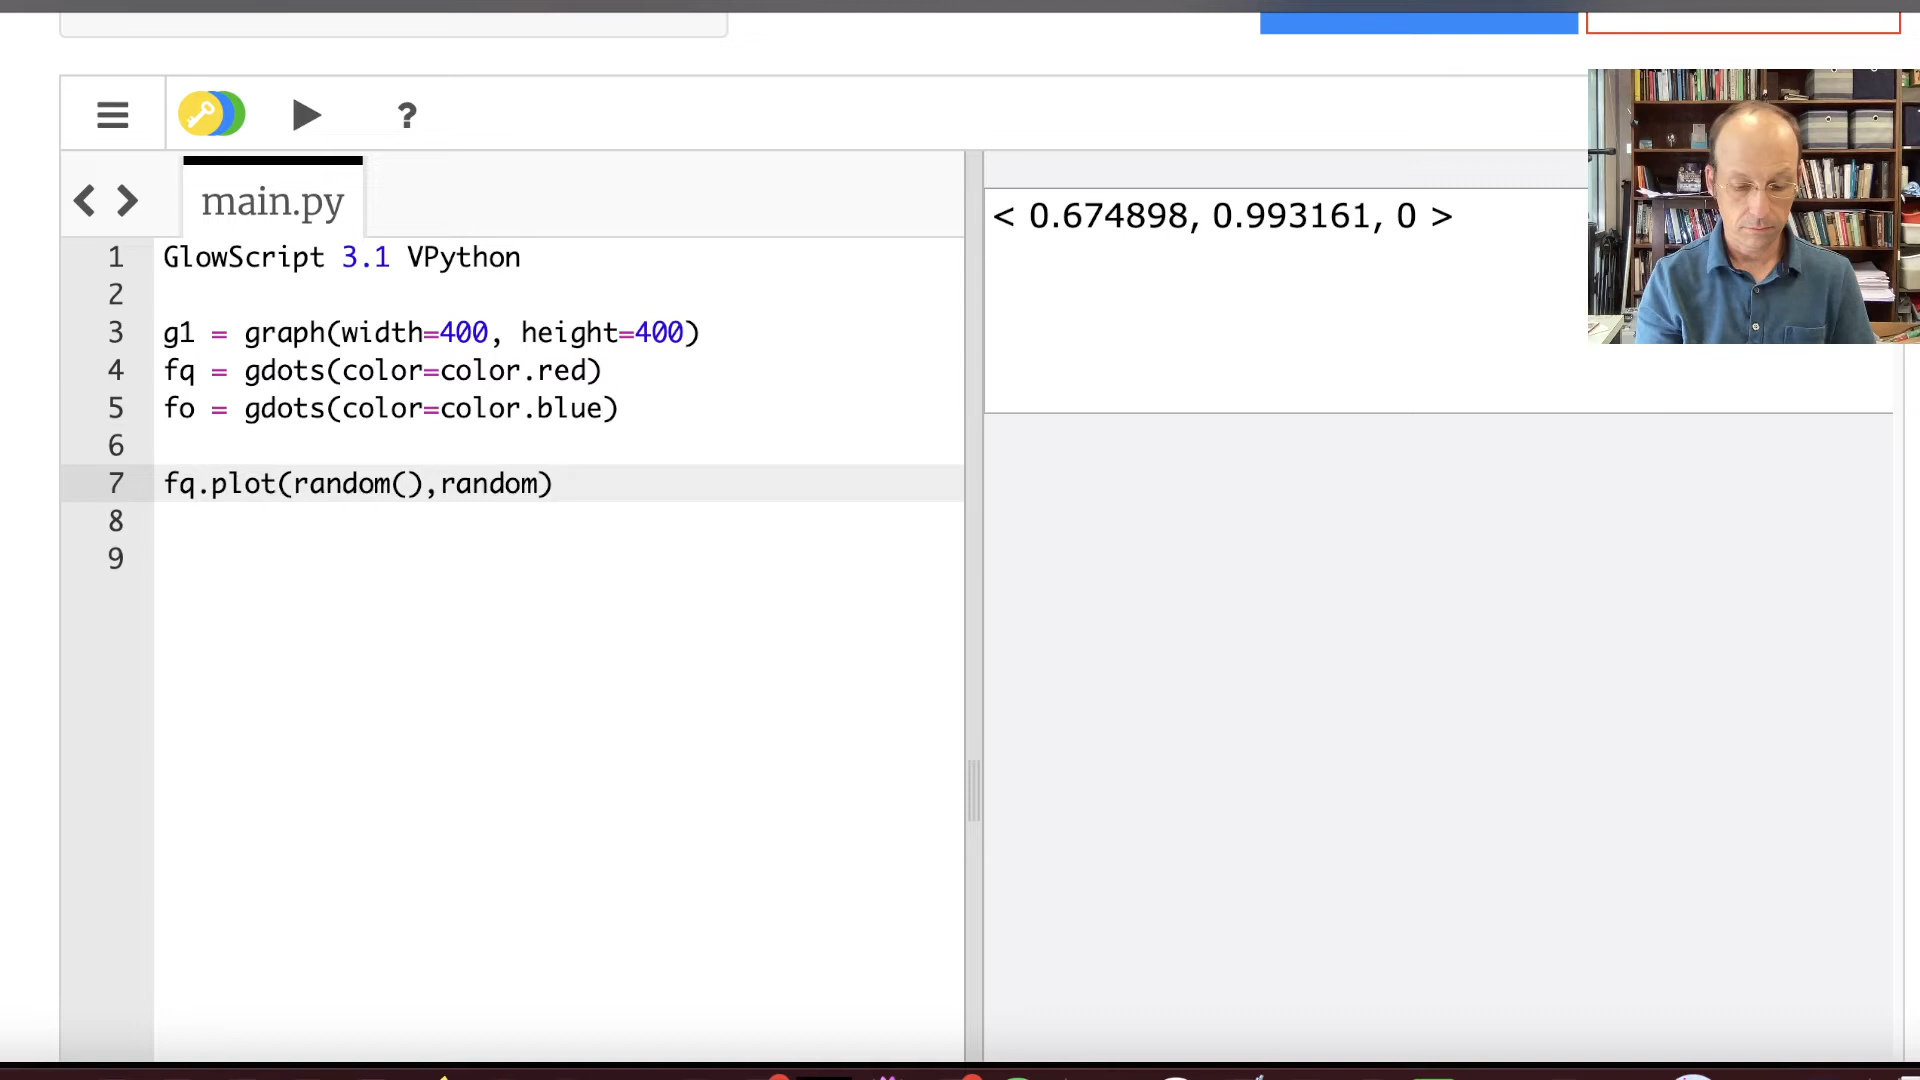 ?
main.py
1 GlowScript 3.1 VPython
2
3 g1 = graph(width=400, height=400)
4 fq = gdots(color=color.red)
5 fo = gdots(color=color.blue)
6
7 fq.plot(random(),random)
8
9
< 0.674898, 0.993161, 0 >